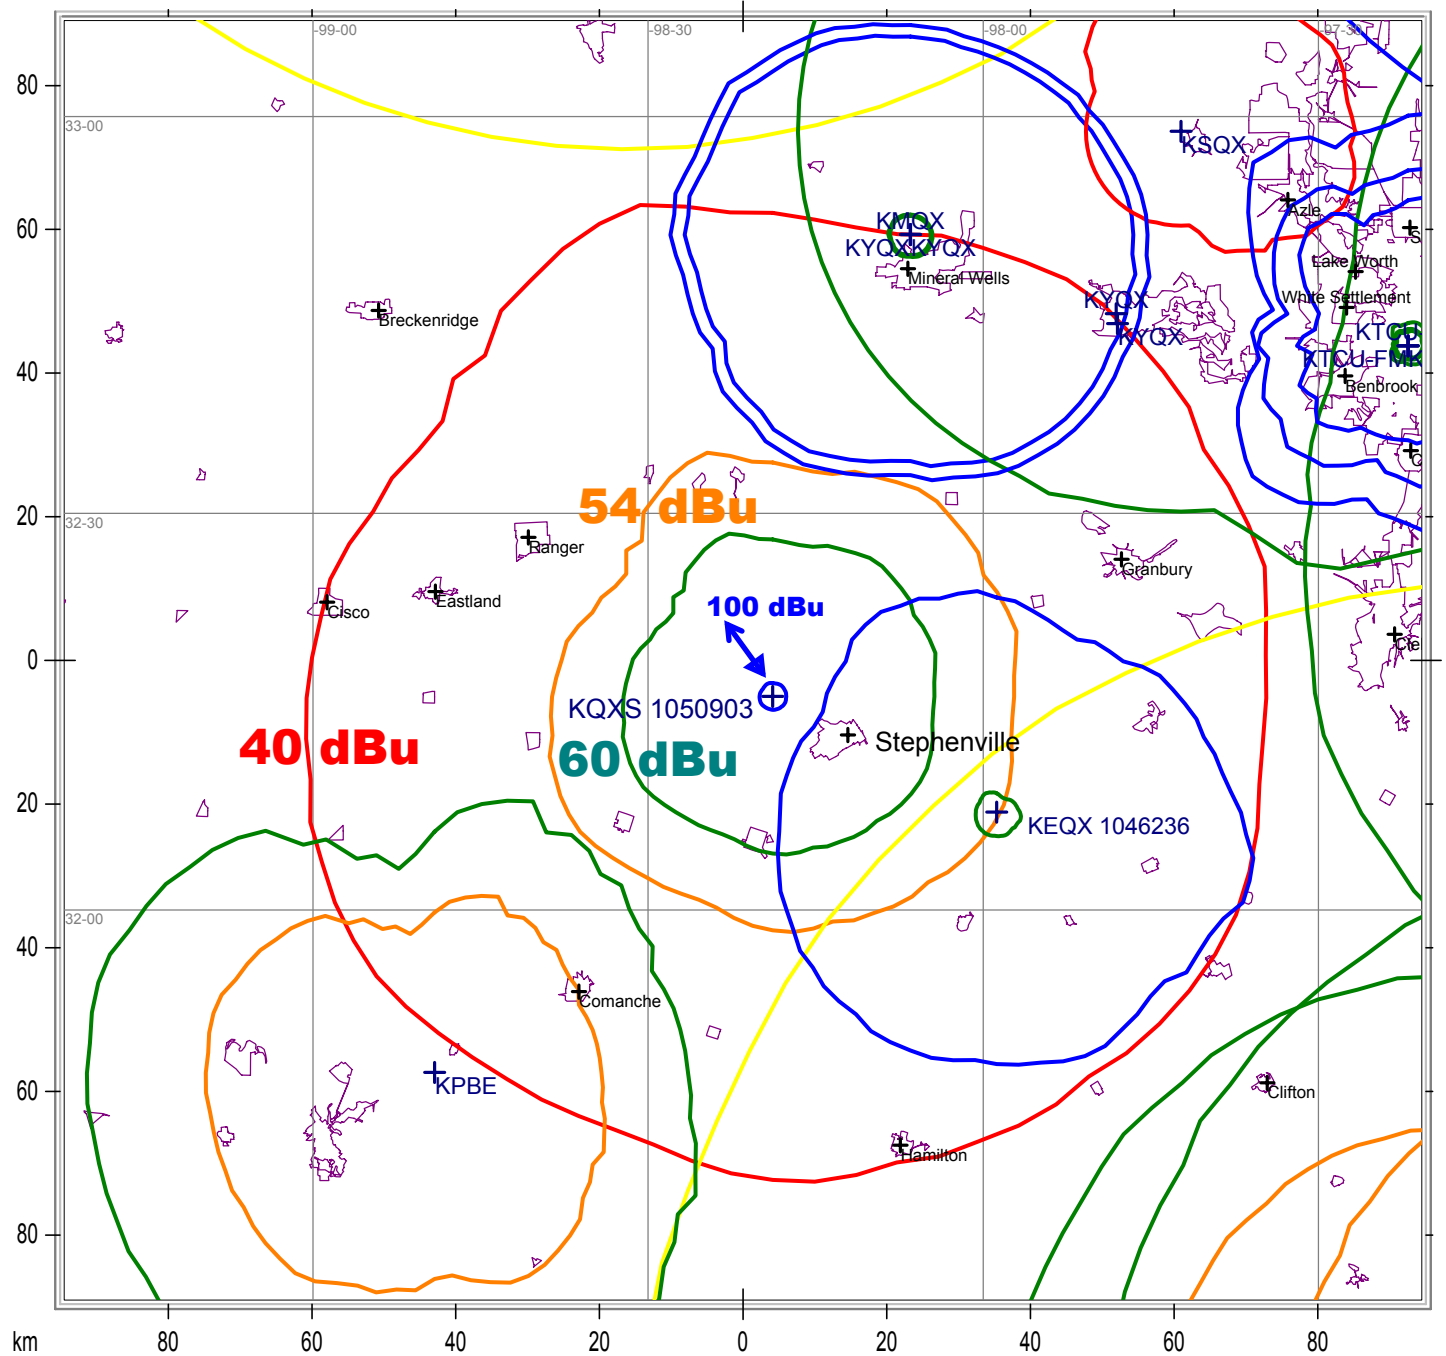 -99-00
-98-30
-98-00
-97-30
80
33-00
KSQX
Azle
KMQX
60
S
KYQXKYQX
Lake Worth
Mineral Wells
White Settlement
KYQX
Breckenridge
KTCU
KYQX
KTCU-FM
40
Benbrook
54 dBu
20
32-30
Ranger
Granbury
Eastland
100 dBu
Cisco
0
Cle
KQXS 1050903
40 dBu
Stephenville
60 dBu
20
KEQX 1046236
32-00
40
Comanche
KPBE
60
Clifton
Hamilton
80
km
80
60
40
20
0
20
40
60
80